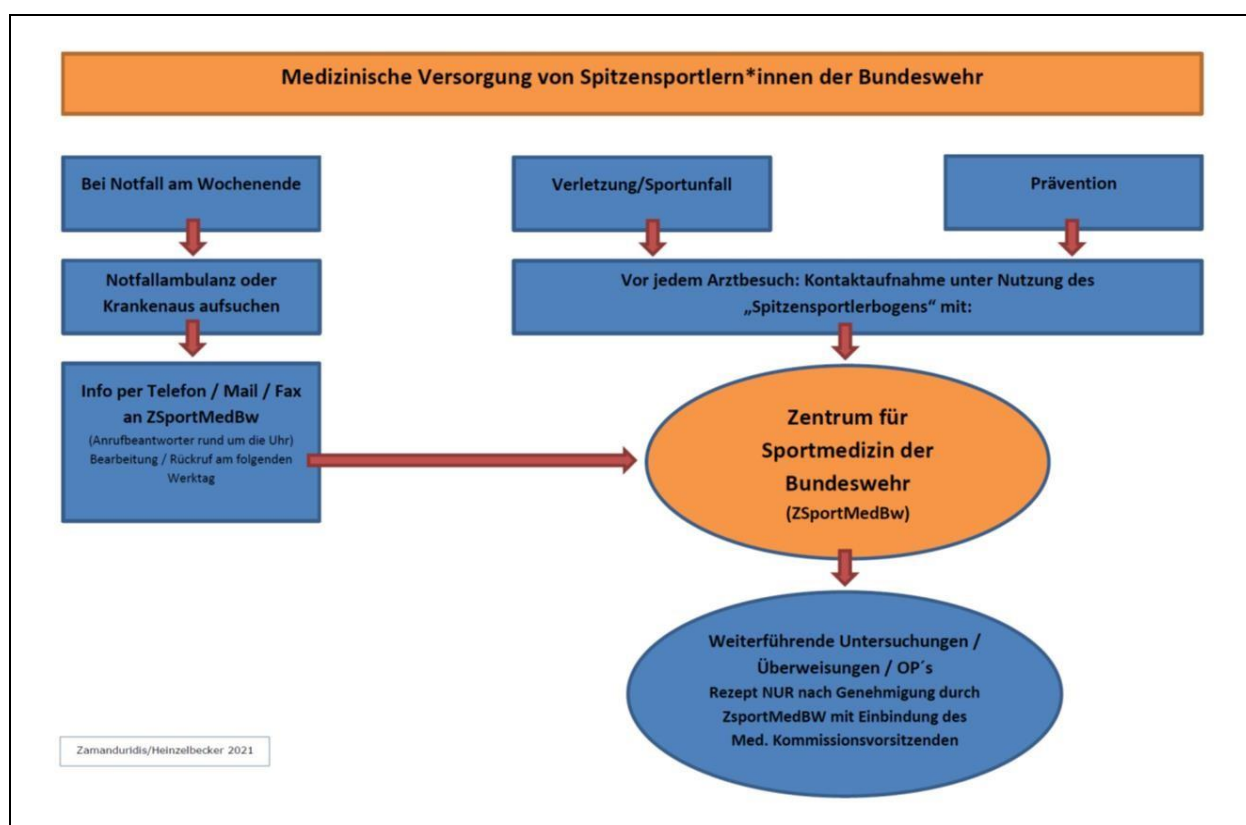 Medizinische Versorgung von Spitzensportlern*innen der Bundeswehr
Bei Notfall am Wochenende
Notfallambulanz oder
Krankenaus aufsuchen
Info per Telefon / Mail / Fax
an ZSportMedBw
(Anrufbeantworter rund um die Uhr)
Bearbeitung / Rückruf am folgenden
Werktag
Verletzung/Sportunfall
Prävention
Vor jedem Arztbesuch: Kontaktaufnahme unter Nutzung des
„Spitzensportlerbogens“ mit:
Zentrum für
Sportmedizin der
Bundeswehr
(ZSportMedBw)
Weiterführende Untersuchungen /
Überweisungen / OP´s
Rezept NUR nach Genehmigung durch
ZsportMedBW mit Einbindung des
Med. Kommissionsvorsitzenden
Zamanduridis/Heinzelbecker 2021